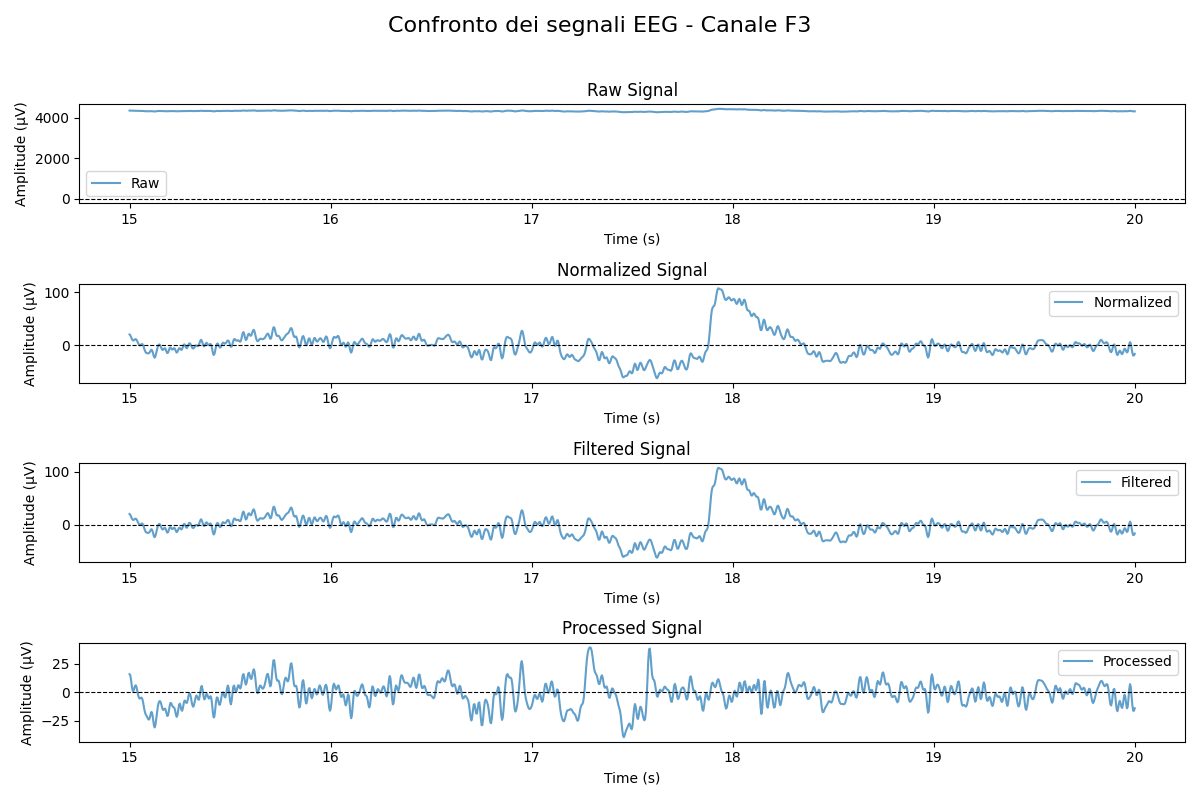 Confronto dei segnali EEG - Canale F3
Raw Signal
Amplitude (µV)
4000
2000
0
Raw
15 16 17 18 19 20
Time (s)
Normalized Signal
Amplitude (µV)
100
0
Normalized
15 16 17 18 19 20
Time (s)
Filtered Signal
Amplitude (µV)
100
0
Filtered
15 16 17 18 19 20
Time (s)
Processed Signal
Amplitude (µV)
25
0
−25
Processed
15 16 17 18 19 20
Time (s)